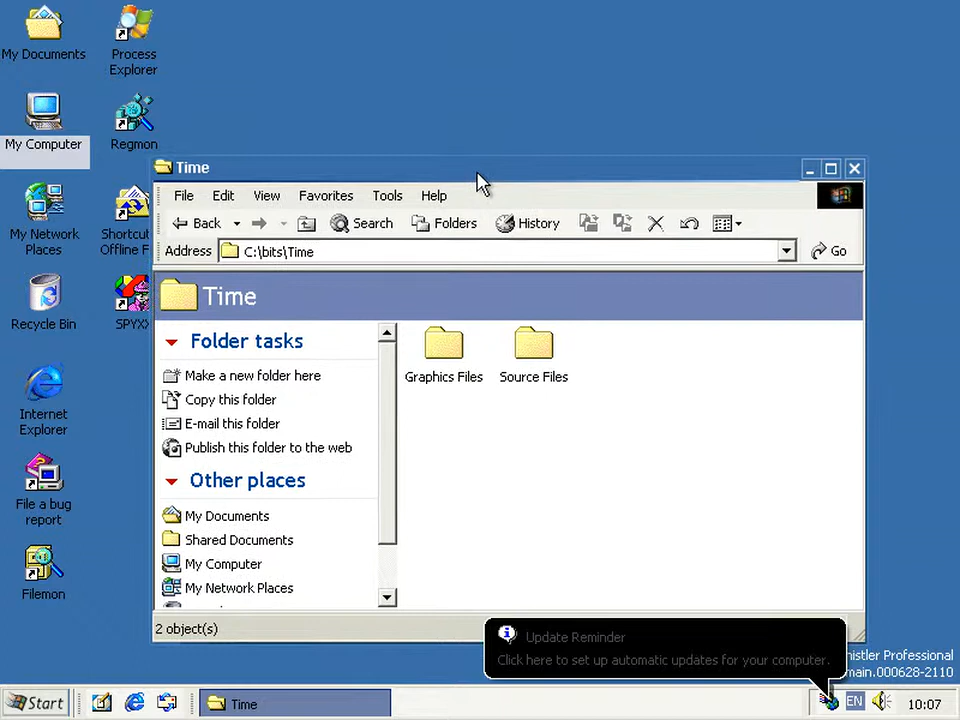 My Documents
Process
Explorer
My Computer
Regmon
My Network
Places
Shortcut
Offline F
Recycle Bin
SPYXX
Internet
Explorer
File a bug
report
Filemon
Time
File Edit View Favorites Tools Help
Back Search Folders History
Address C:\bits\Time Go
Time
Folder tasks
Make a new folder here
Copy this folder
E-mail this folder
Publish this folder to the web
Other places
My Documents
Shared Documents
My Computer
My Network Places
Graphics Files
Source Files
2 object(s)
Update Reminder
Click here to set up automatic updates for your computer.
histler Professional
main.000628-2110
Start Time EN 10:07